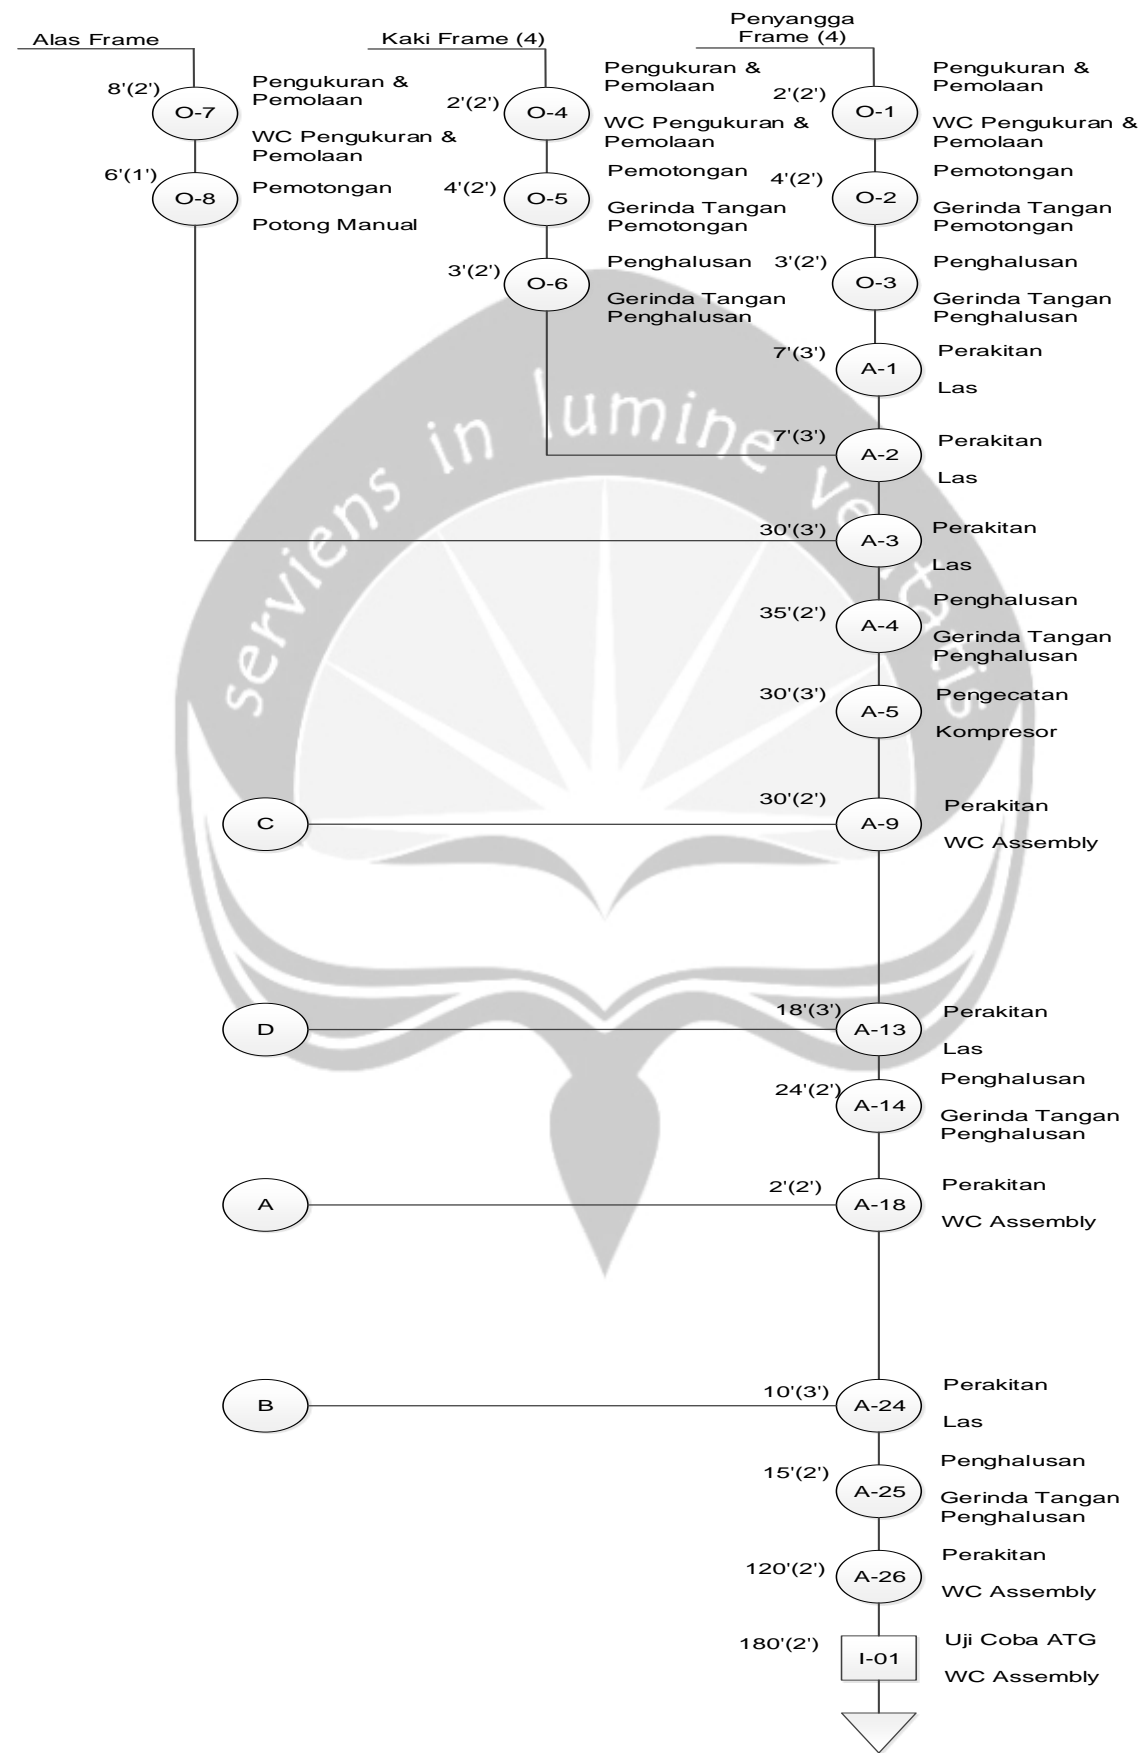 Alas Frame
Kaki Frame (4)
Penyangga
Frame (4)
8'(2')
O-7
Pengukuran &
Pemolaan
WC Pengukuran &
Pemolaan
6'(1')
O-8
Pemotongan
Potong Manual
2'(2')
O-4
Pengukuran &
Pemolaan
WC Pengukuran &
Pemolaan
4'(2')
O-5
Pemotongan
Gerinda Tangan
Pemotongan
3'(2')
O-6
Penghalusan
Gerinda Tangan
Penghalusan
2'(2')
O-1
Pengukuran &
Pemolaan
WC Pengukuran &
Pemolaan
4'(2')
O-2
Pemotongan
Gerinda Tangan
Pemotongan
3'(2')
O-3
Penghalusan
Gerinda Tangan
Penghalusan
7'(3')
A-1
Perakitan
Las
7'(3')
A-2
Perakitan
Las
30'(3')
A-3
Perakitan
Las
35'(2')
A-4
Penghalusan
Gerinda Tangan
Penghalusan
30'(3')
A-5
Pengecatan
Kompresor
C
30'(2')
A-9
Perakitan
WC Assembly
D
18'(3')
A-13
Perakitan
Las
24'(2')
A-14
Penghalusan
Gerinda Tangan
Penghalusan
A
2'(2')
A-18
Perakitan
WC Assembly
B
10'(3')
A-24
Perakitan
Las
15'(2')
A-25
Penghalusan
Gerinda Tangan
Penghalusan
120'(2')
A-26
Perakitan
WC Assembly
180'(2')
I-01
Uji Coba ATG
WC Assembly
serviens in lumine veritatis